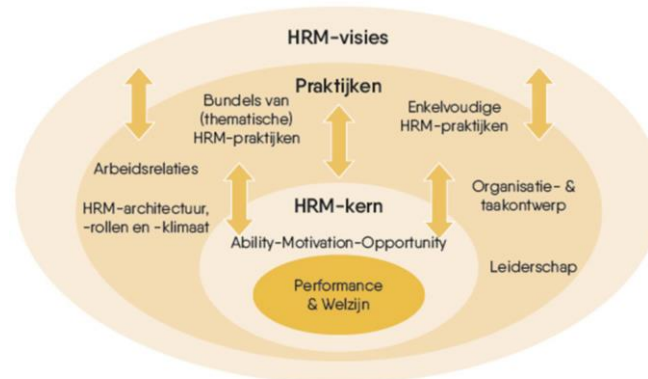 HRM-visies
Praktijken
Bundels van
(thematische)
HRM-praktijken
Enkelvoudige
HRM-praktijken
Arbeidsrelaties
HRM-architectuur,
-rollen en -klimaat
Organisatie- &
taakontwerp
Leiderschap
HRM-kern
Ability-Motivation-Opportunity
Performance
& Welzijn